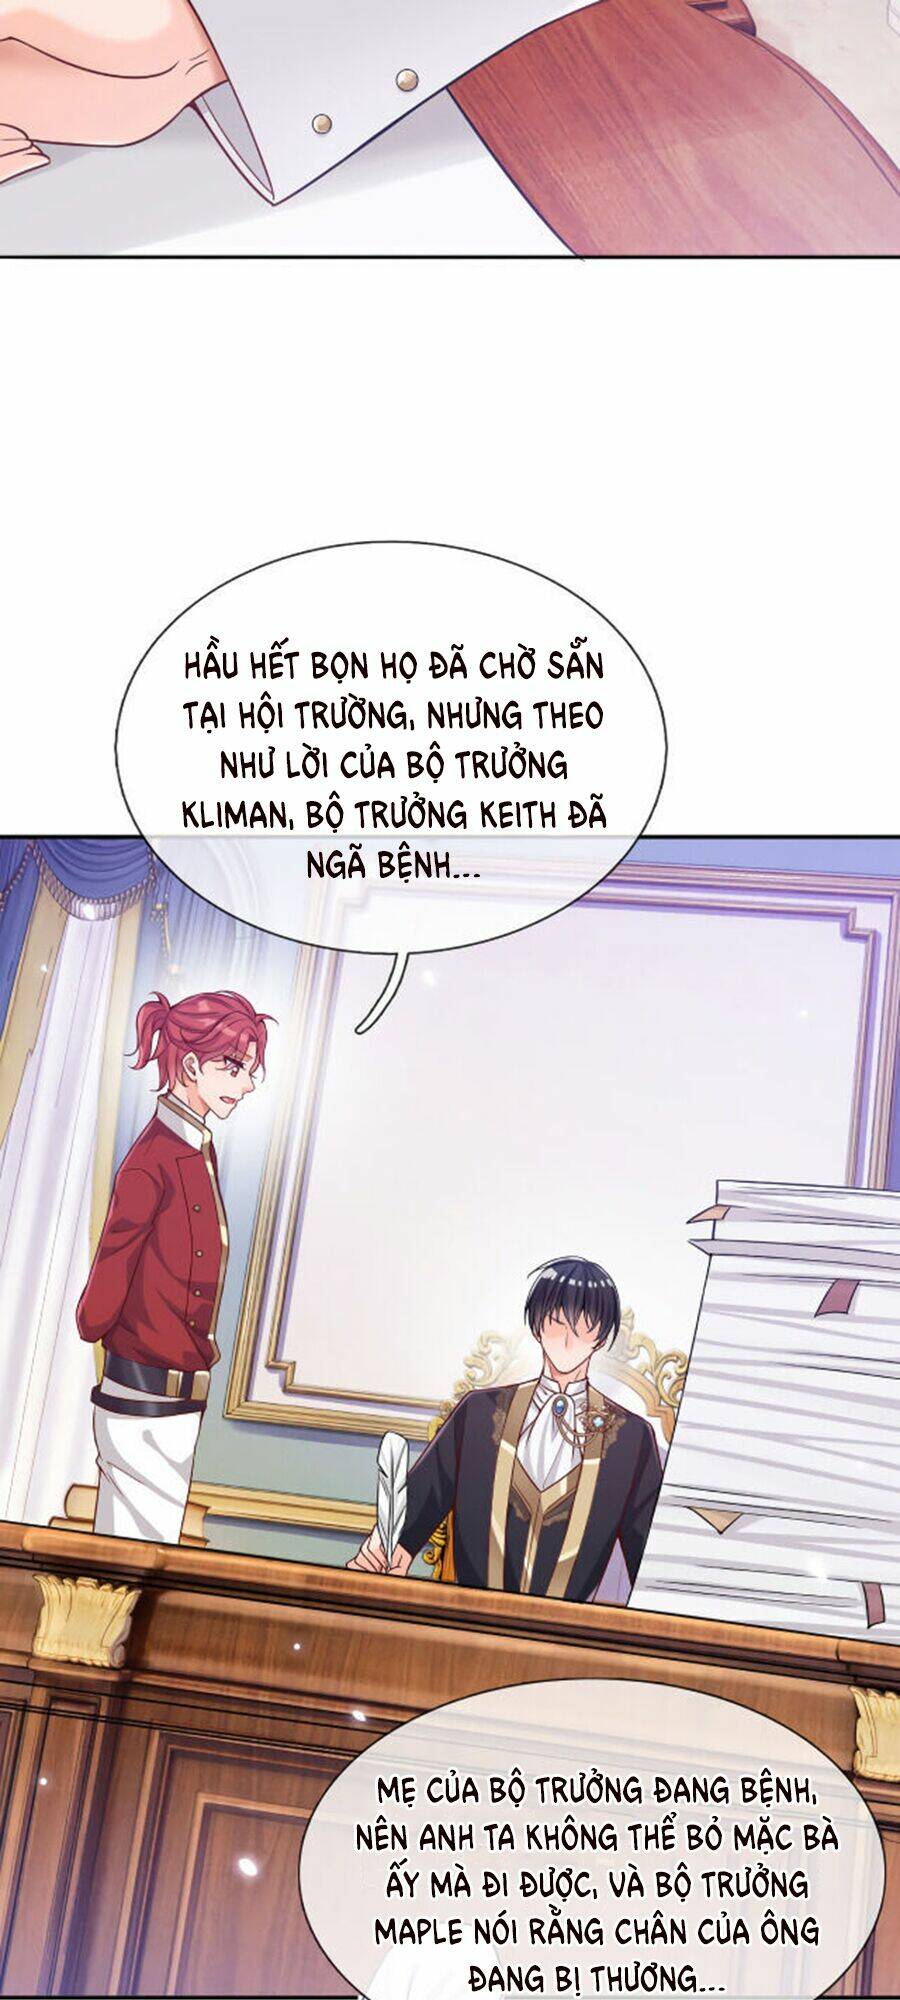 HẦU HẾT BỌN HỌ ĐÃ CHỜ SẴN
TẠI HỘI TRƯỜNG, NHƯNG THEO
NHƯ LỜI CỦA BỘ TRƯỞNG
KLIMAN, BỘ TRƯỞNG KEITH ĐÃ
NGÃ BỆNH...
MẸ CỦA BỘ TRƯỞNG ĐANG BỆNH,
NÊN ANH TA KHÔNG THỂ BỎ MẶC BÀ
ẤY MÀ ĐI ĐƯỢC, VÀ BỘ TRƯỞNG
MAPLE NÓI RẰNG CHÂN CỦA ÔNG
ĐANG BỊ THƯƠNG...